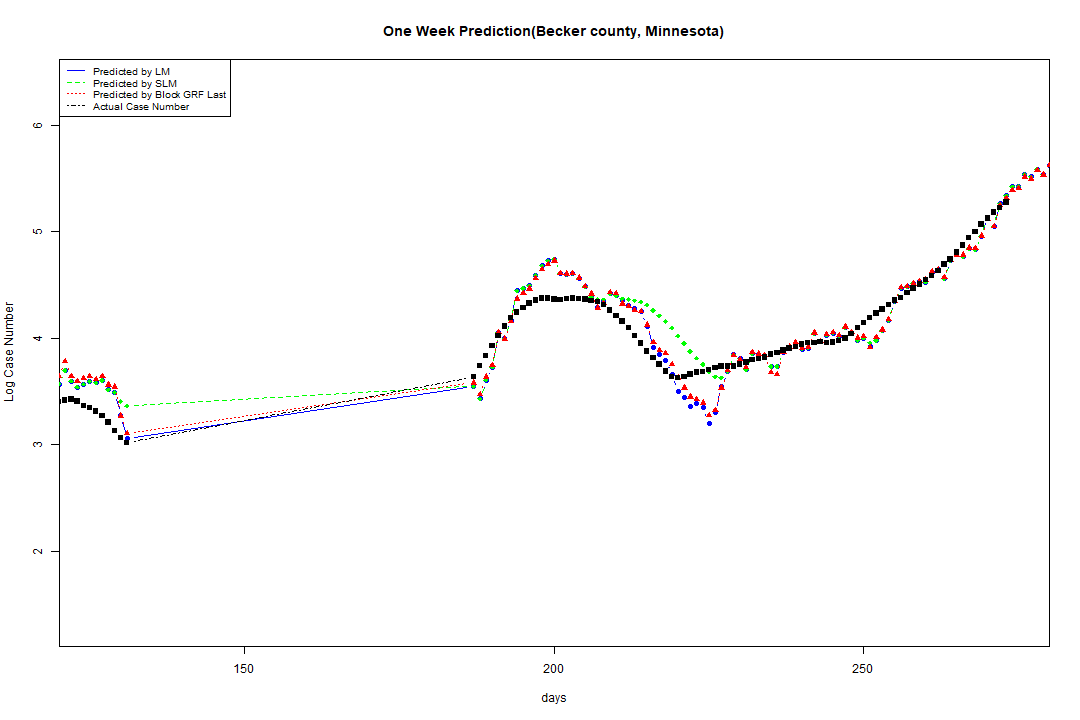 One Week Prediction(Becker county, Minnesota)
Predicted by LM
Predicted by SLM
Predicted by Block GRF Last
Actual Case Number
6
5
4
3
2
Log Case Number
150
200
250
days